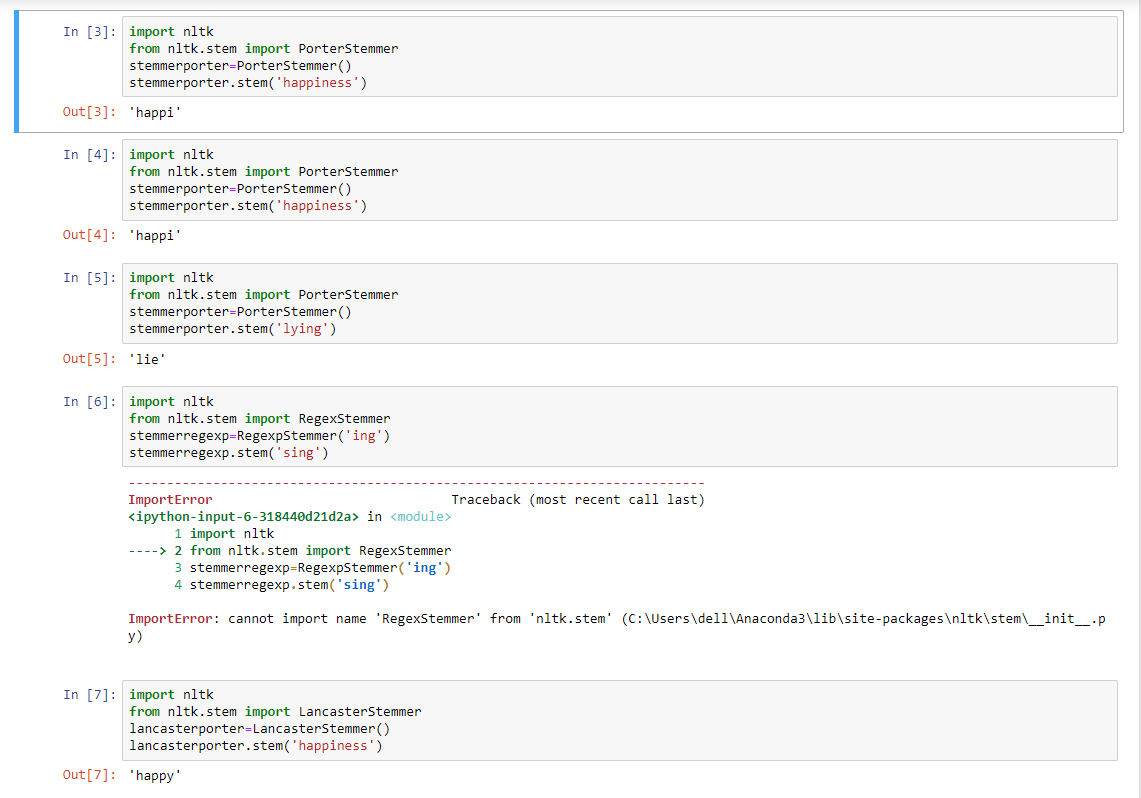 In [3]: import nltk
from nltk.stem import PorterStemmer
stemmerporter=PorterStemmer()
stemmerporter.stem('happiness')
Out[3]: 'happi'
In [4]: import nltk
from nltk.stem import PorterStemmer
stemmerporter=PorterStemmer()
stemmerporter.stem('happiness')
Out[4]: 'happi'
In [5]: import nltk
from nltk.stem import PorterStemmer
stemmerporter=PorterStemmer()
stemmerporter.stem('lying')
Out[5]: 'lie'
In [6]: import nltk
from nltk.stem import RegexStemmer
stemmerregexp=RegexpStemmer('ing')
stemmerregexp.stem('sing')
---------------------------------------------------------------------------
ImportError                               Traceback (most recent call last)
<ipython-input-6-318440d21d2a> in <module>
      1 import nltk
----> 2 from nltk.stem import RegexStemmer
      3 stemmerregexp=RegexpStemmer('ing')
      4 stemmerregexp.stem('sing')
ImportError: cannot import name 'RegexStemmer' from 'nltk.stem' (C:\Users\dell\Anaconda3\lib\site-packages\nltk\stem\__init__.p
y)
In [7]: import nltk
from nltk.stem import LancasterStemmer
lancasterporter=LancasterStemmer()
lancasterporter.stem('happiness')
Out[7]: 'happy'